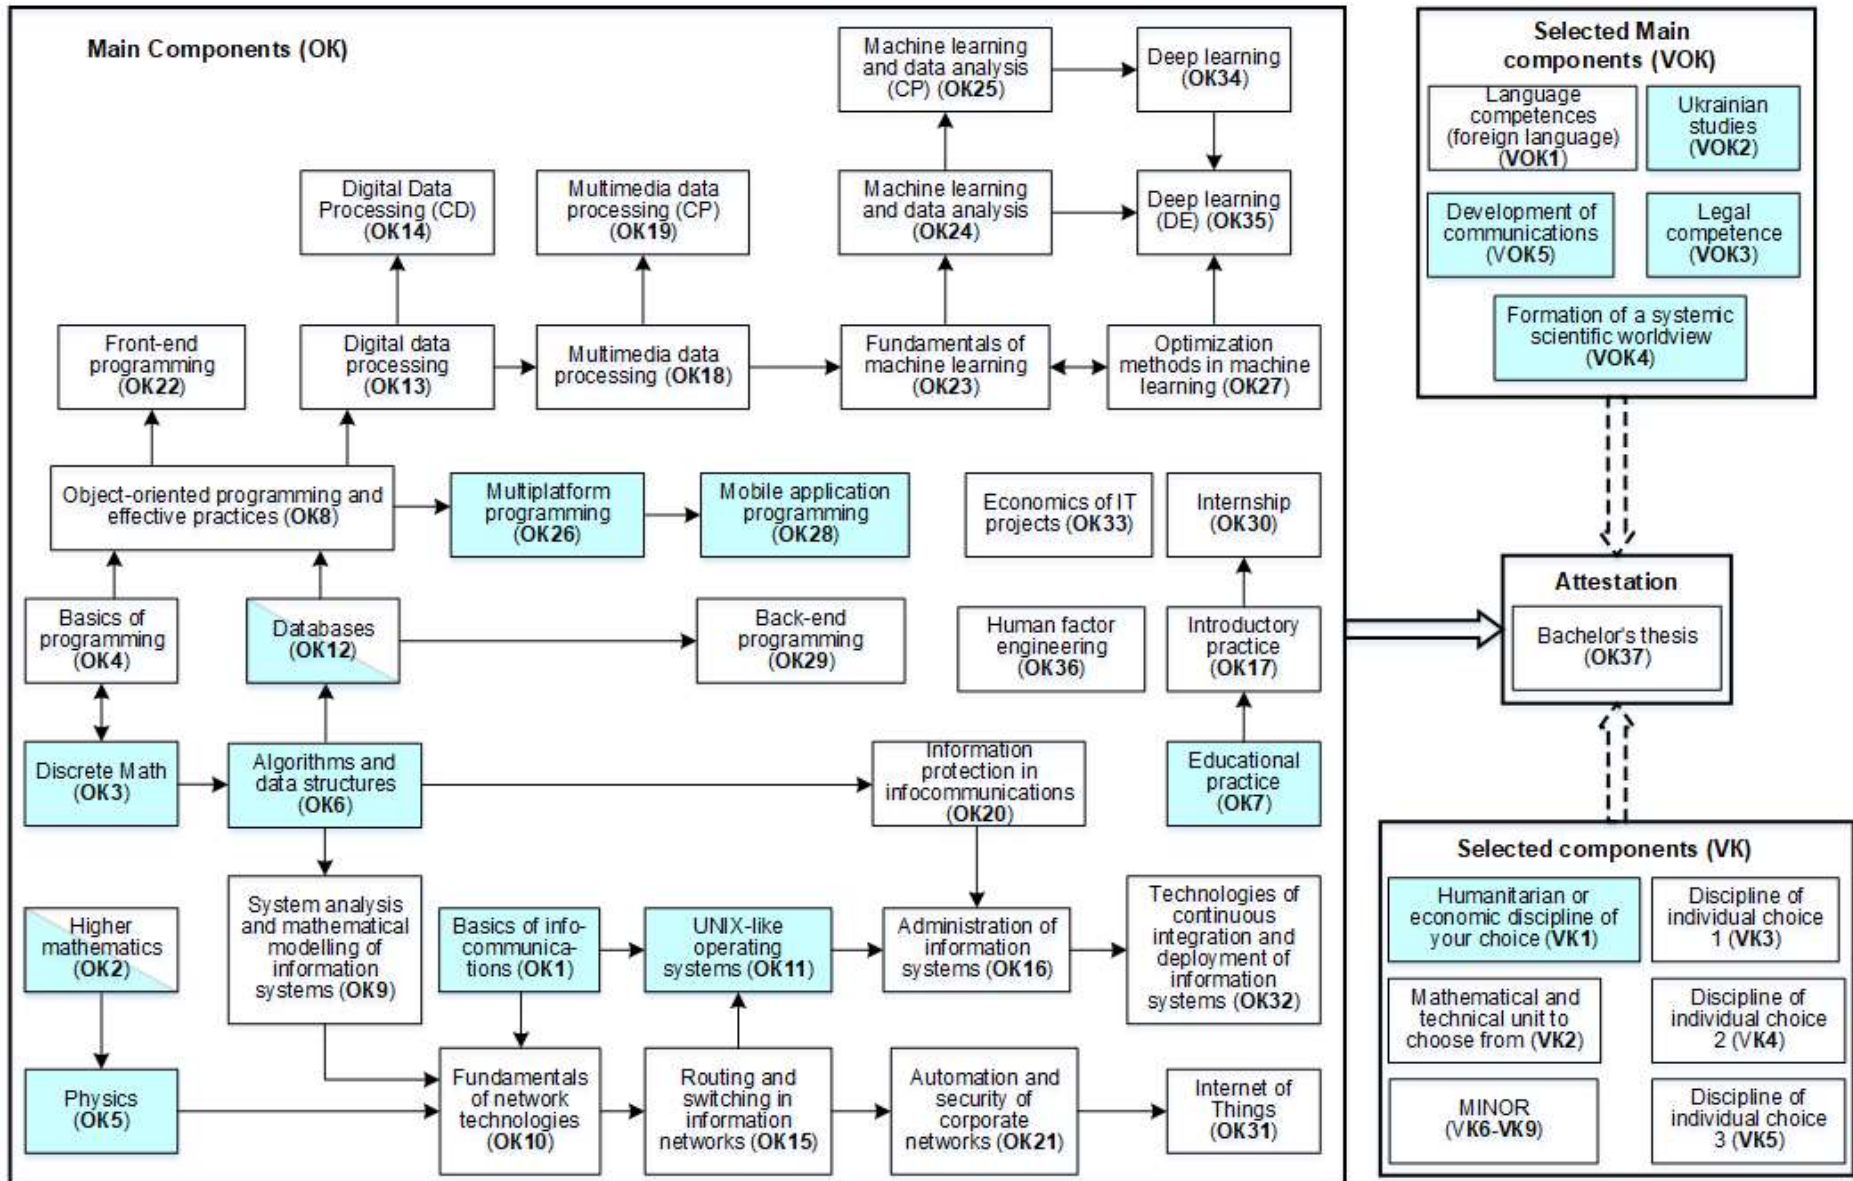 Main Components (OK)
Machine learning
and data analysis
(CP) (OK25)
Deep learning
(OK34)
Digital Data
Processing (CD)
(OK14)
Multimedia data
processing (CP)
(OK19)
Machine learning
and data analysis
(OK24)
Deep learning
(DE) (OK35)
Front-end
programming
(OK22)
Digital data
processing
(OK13)
Multimedia data
processing (OK18)
Fundamentals of
machine learning
(OK23)
Optimization
methods in machine
learning (OK27)
Object-oriented programming and
effective practices (OK8)
Multiplatform
programming
(OK26)
Mobile application
programming
(OK28)
Economics of IT
projects (OK33)
Internship
(OK30)
Basics of
programming
(OK4)
Databases
(OK12)
Back-end
programming
(OK29)
Human factor
engineering
(OK36)
Introductory
practice
(OK17)
Discrete Math
(OK3)
Algorithms and
data structures
(OK6)
Information
protection in
infocommunications
(OK20)
Educational
practice
(OK7)
Higher
mathematics
(OK2)
System analysis
and mathematical
modelling of
information
systems (OK9)
Basics of info-
communica-
tions (OK1)
UNIX-like
operating
systems (OK11)
Administration of
information
systems (OK16)
Technologies of
continuous
integration and
deployment of
information
systems (OK32)
Physics
(OK5)
Fundamentals
of network
technologies
(OK10)
Routing and
switching in
information
networks (OK15)
Automation and
security of
corporate
networks (OK21)
Internet of
Things
(OK31)
Selected Main
components (VOK)
Language
competences
(foreign language)
(VOK1)
Ukrainian
studies
(VOK2)
Development of
communications
(VOK5)
Legal
competence
(VOK3)
Formation of a systemic
scientific worldview
(VOK4)
Attestation
Bachelor's thesis
(OK37)
Selected components (VK)
Humanitarian or
economic discipline of
your choice (VK1)
Discipline of
individual choice
1 (VK3)
Mathematical and
technical unit to
choose from (VK2)
Discipline of
individual choice
2 (VK4)
MINOR
(VK6-VK9)
Discipline of
individual choice
3 (VK5)